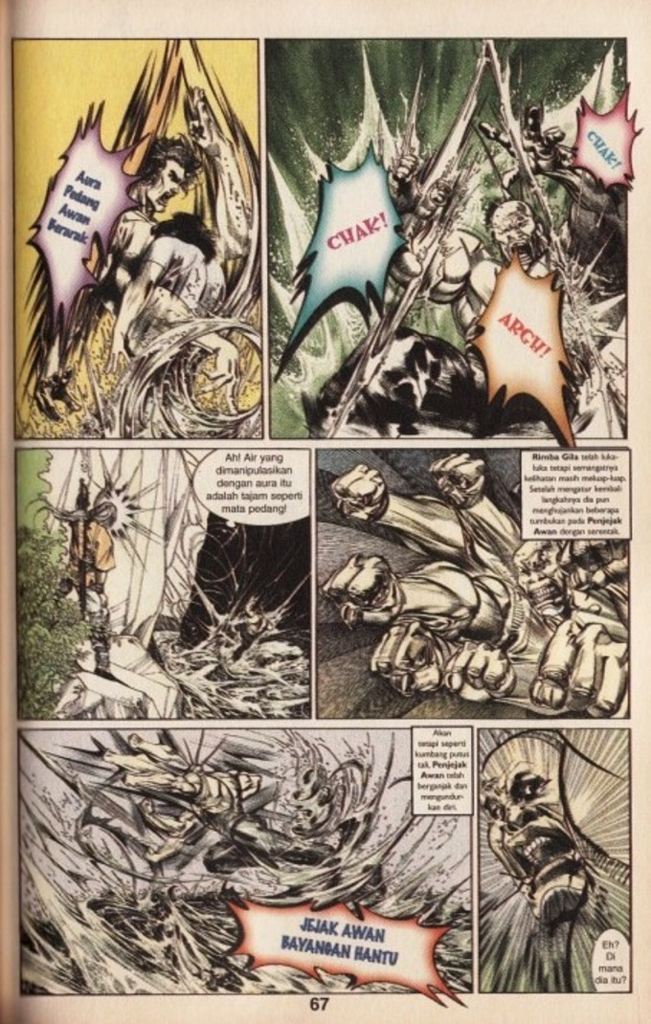 Aura
Pedang
Awan
Berarak
CHAK!
CHAK!
ARGH!
Ah! Air yang
dimanipulasikan
dengan aura itu
adalah tajam seperti
mata pedang!
Rimba Gila telah luka-
luka tetapi semangatnya
kelihatan masih meluap-luap.
Setelah mengatur kembali
langkahnya dia pun
menghujankan beberapa
tumbukan pada Penjejak
Awan dengan serentak.
Akan
tetapi seperti
kumbang putus
tali, Penjejak
Awan telah
berganjak dan
mengundur-
kan diri.
JEJAK AWAN
BAYANGAN HANTU
Eh?
Di
mana
dia itu?
67